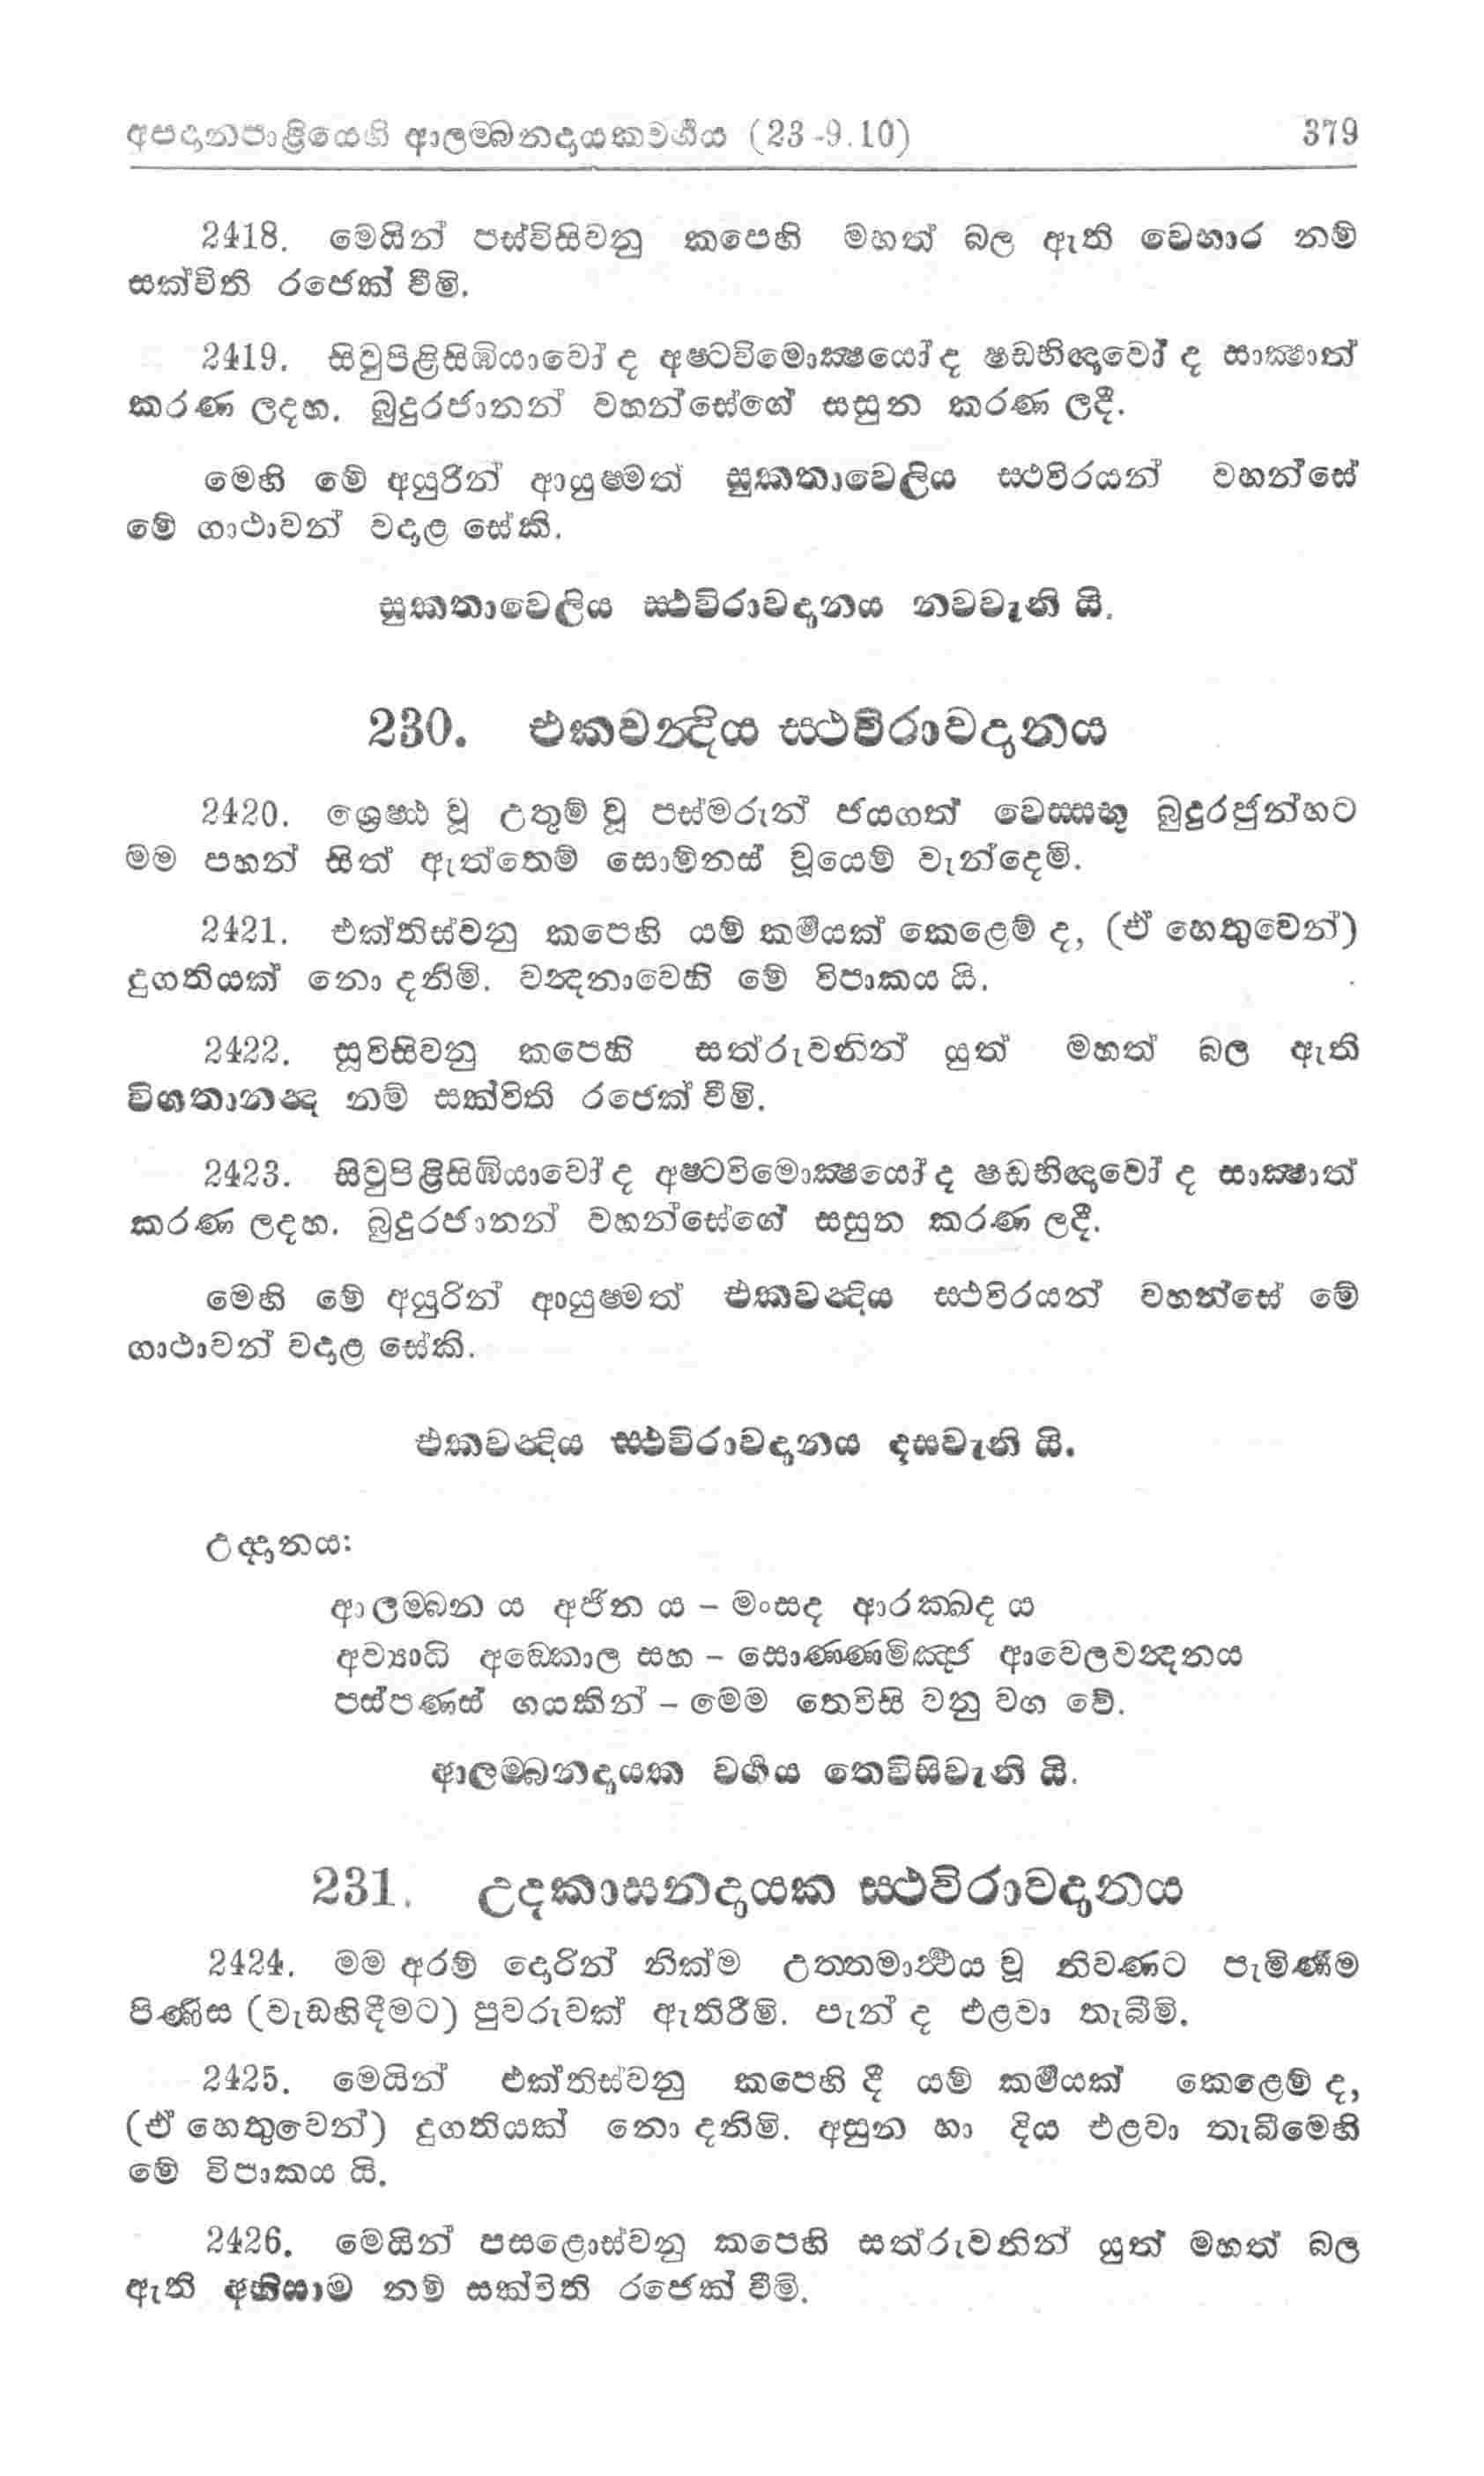 අපදානපාළියෙහි ආලම්බනදායකවර්ගය (23-9.10) 379
2418. මෙයින් පස්විසිවනු කපෙහි මහත් බල ඇති වෙභාර නම්
සක්විති රජෙක් වීමි.
2419. සිවුපිළිසිඹියාවෝ ද අෂ්ටවිමොක්ෂයෝ ද ෂඩභිඥාවෝ ද සාක්ෂාත්
කරණ ලදහ. බුදුරජානන් වහන්සේගේ සසුන කරණ ලදී.
මෙහි මේ අයුරින් ආයුෂ්මත් සුකතාවෙලිය ස්ථවිරයන් වහන්සේ
මේ ගාථාවන් වදාළ සේකි.
සුකතාවෙලිය ස්ථවිරාවදානය නවවැනි යි.
230. එකවන්දිය ස්ථවිරාවදානය
2420. ශ්‍රෙෂ්ඨ වූ උතුම් වූ පස්මරුන් ජයගත් වෙස්සභූ බුදුරජුන්හට
මම පහන් සිත් ඇත්තෙම් සොම්නස් වූයෙම් වැන්දෙමි.
2421. එක්තිස්වනු කපෙහි යම් කර්මයක් කෙළෙම් ද, (ඒ හෙතුවෙන්)
දුගතියක් නො දනිමි. වන්දනාවෙහි මේ විපාකය යි.
2422. සූවිසිවනු කපෙහි සත්රුවනින් යුත් මහත් බල ඇති
විගතානන්ද නම් සක්විති රජෙක් වීමි.
2423. සිවුපිළිසිඹියාවෝ ද අෂ්ටවිමොක්ෂයෝ ද ෂඩභිඥාවෝ ද සාක්ෂාත්
කරණ ලදහ. බුදුරජානන් වහන්සේගේ සසුන කරණ ලදී.
මෙහි මේ අයුරින් ආයුෂ්මත් එකවන්දිය ස්ථවිරයන් වහන්සේ මේ
ගාථාවන් වදාළ සේකි.
එකවන්දිය ස්ථවිරාවදානය දසවැනි යි.
උද්දානය:
ආලම්බන ය අජින ය - මංසද ආරක්ඛද ය
අව්‍යාධි අඞ්කොල සහ - සොණ්ණමිඤ්ජ ආවෙලවන්දනය
පස්පණස් ගයකින් - මෙම තෙවිසි වනු වග වේ.
ආලම්බනදායක වර්ගය තෙවිසිවැනි යි.
231. උදකාසනදායක ස්ථවිරාවදානය
2424. මම අරම් දොරින් නික්ම උත්තමාර්ථය වූ නිවණට පැමිණීම
පිණිස (වැඩහිඳීමට) පුවරුවක් ඇතිරීමි. පැන් ද එළවා තැබීමි.
2425. මෙයින් එක්තිස්වනු කපෙහි දී යම් කර්මයක් කෙළෙම් ද,
(ඒ හෙතුවෙන්) දුගතියක් නො දනිමි. අසුන හා දිය එළවා තැබීමෙහි
මේ විපාකය යි.
2426. මෙයින් පසළොස්වනු කපෙහි සත්රුවනින් යුත් මහත් බල
ඇති අභිසාම නම් සක්විති රජෙක් වීමි.